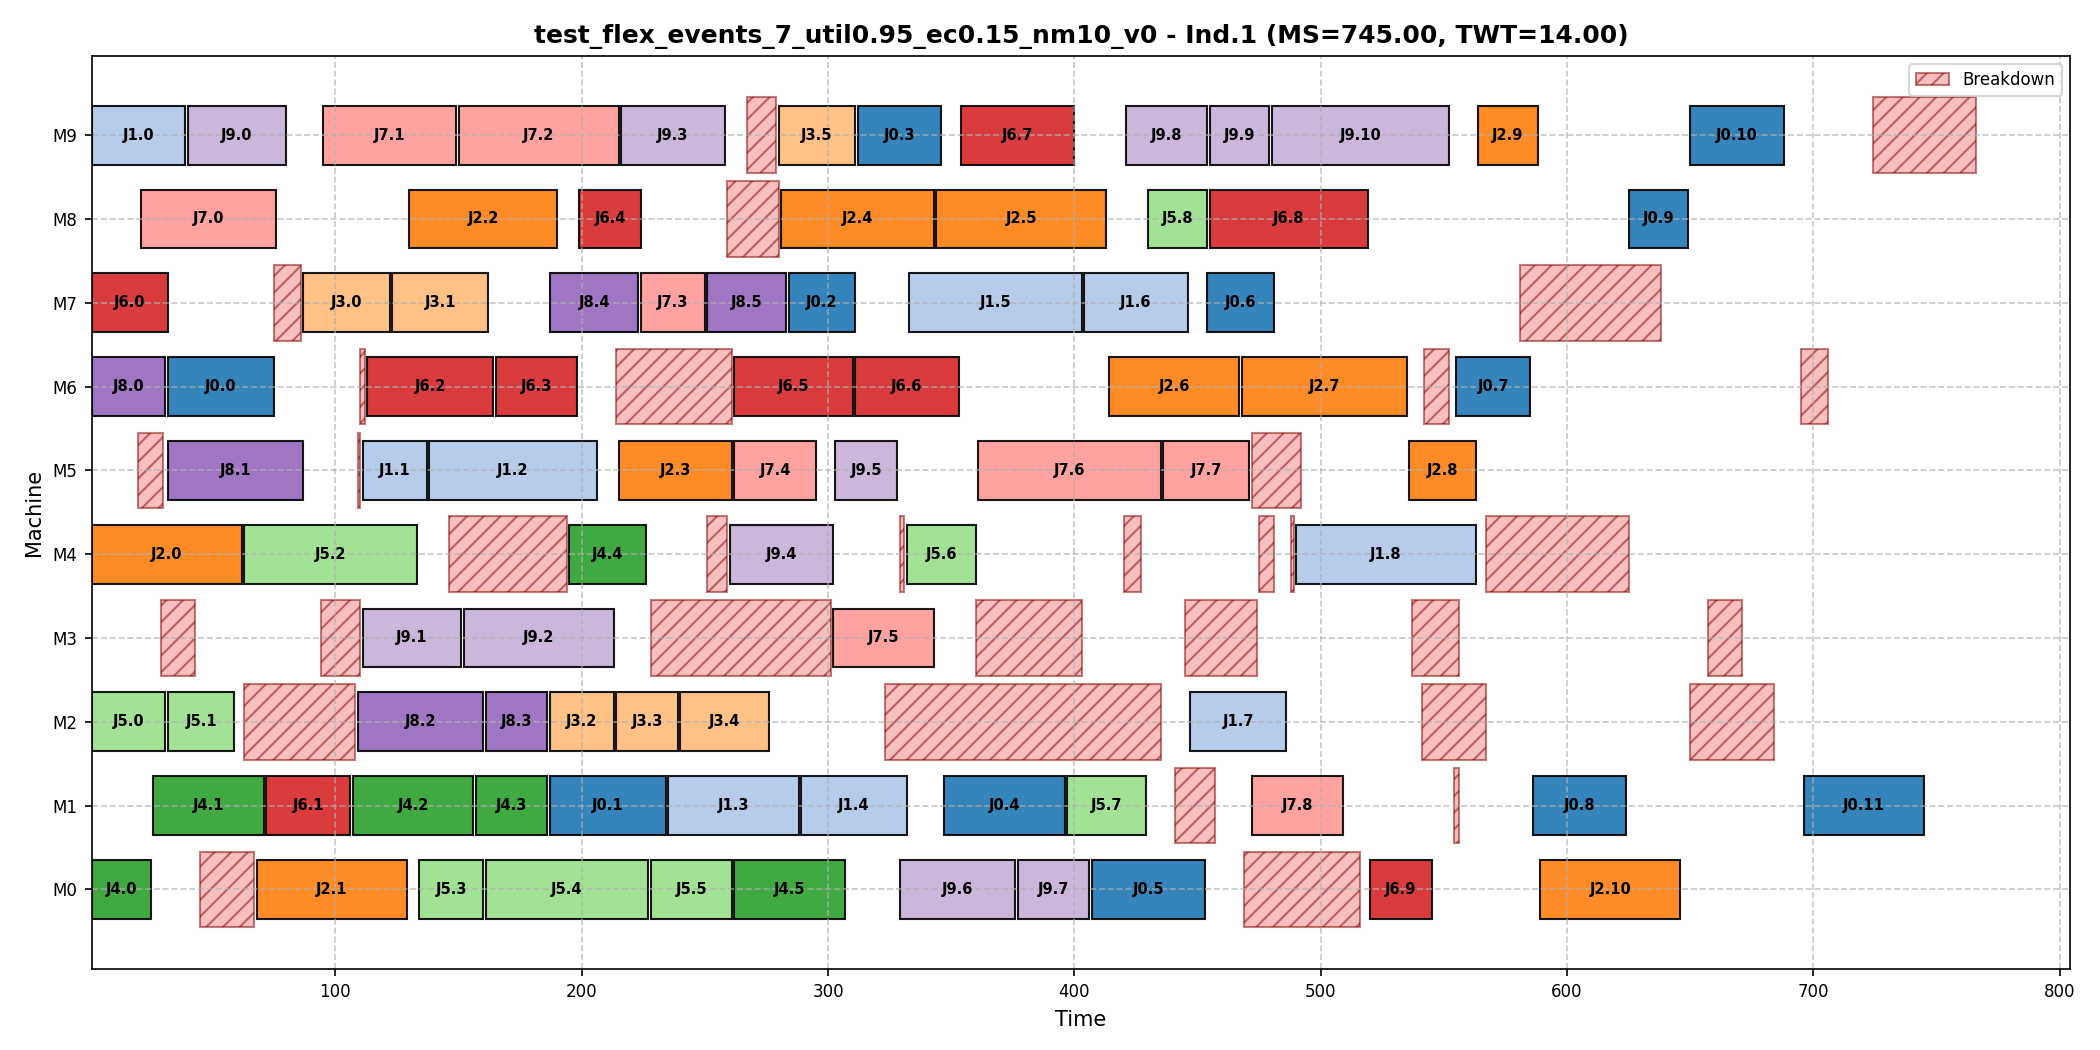 test_flex_events_7_util0.95_ec0.15_nm10_v0 - Ind.1 (MS=745.00, TWT=14.00)
Breakdown
M9 J1.0 J9.0 J7.1 J7.2 J9.3 J3.5 J0.3 J6.7 J9.8 J9.9 J9.10 J2.9 J0.10
M8 J7.0 J2.2 J6.4 J2.4 J2.5 J5.8 J6.8 J0.9
M7 J6.0 J3.0 J3.1 J8.4 J7.3 J8.5 J0.2 J1.5 J1.6 J0.6
M6 J8.0 J0.0 J6.2 J6.3 J6.5 J6.6 J2.6 J2.7 J0.7
M5 J8.1 J1.1 J1.2 J2.3 J7.4 J9.5 J7.6 J7.7 J2.8
M4 J2.0 J5.2 J4.4 J9.4 J5.6 J1.8
M3 J9.1 J9.2 J7.5
M2 J5.0 J5.1 J8.2 J8.3 J3.2 J3.3 J3.4 J1.7
M1 J4.1 J6.1 J4.2 J4.3 J0.1 J1.3 J1.4 J0.4 J5.7 J7.8 J0.8 J0.11
M0 J4.0 J2.1 J5.3 J5.4 J5.5 J4.5 J9.6 J9.7 J0.5 J6.9 J2.10
Machine
100 200 300 400 500 600 700 800
Time